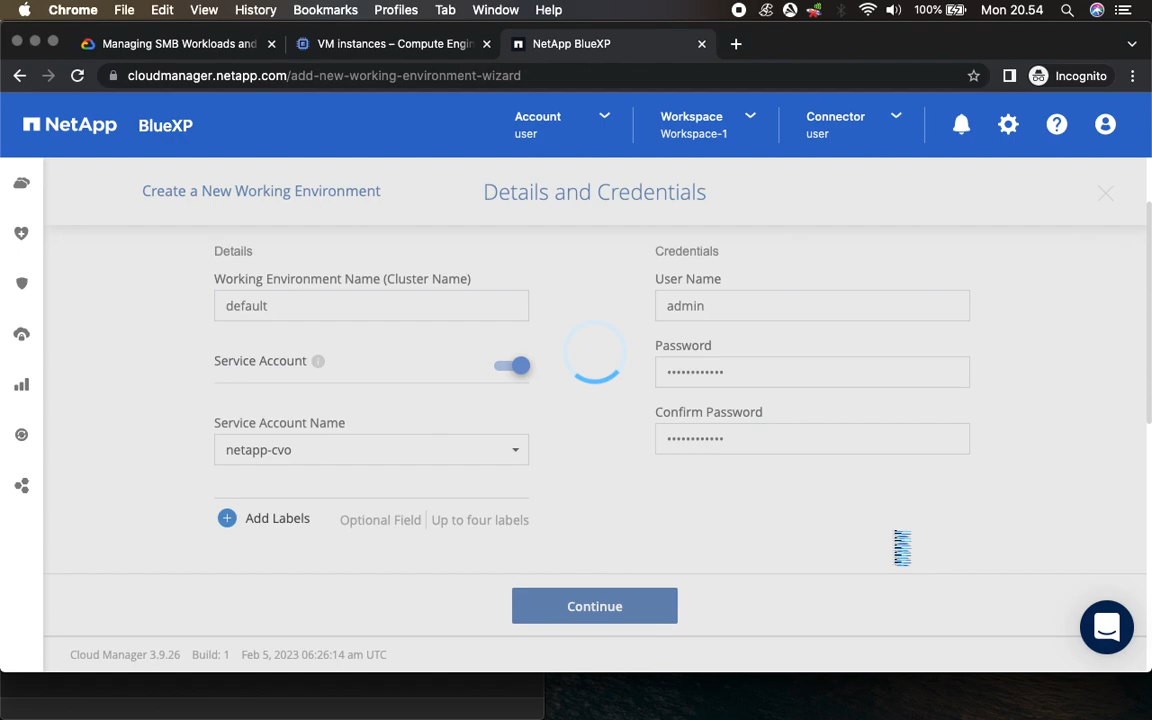 Chrome File Edit View History Bookmarks Profiles Tab Window Help 100% Mon 20.54
Managing SMB Workloads and VM instances – Compute Engin NetApp BlueXP
cloudmanager.netapp.com/add-new-working-environment-wizard Incognito
NetApp BlueXP Account user Workspace Workspace-1 Connector user
Create a New Working Environment Details and Credentials
Details Credentials
Working Environment Name (Cluster Name) User Name
default admin
Service Account Password
••••••••••••
Service Account Name Confirm Password
netapp-cvo ••••••••••••
Add Labels Optional Field Up to four labels
Continue
Cloud Manager 3.9.26 Build: 1 Feb 5, 2023 06:26:14 am UTC